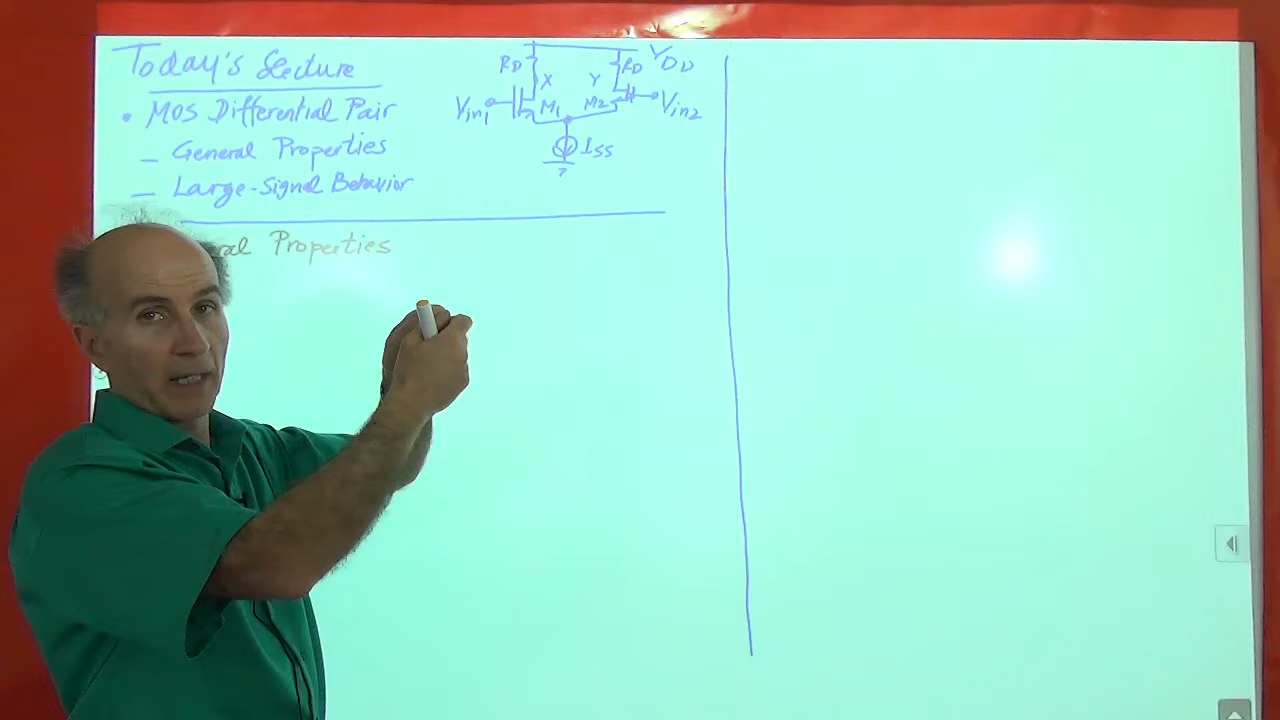 Today's Lecture
• MOS Differential Pair
– General Properties
– Large-Signal Behavior
RD X Y RD VDD
Vin1 M1 M2 Vin2
ISS
ral Properties